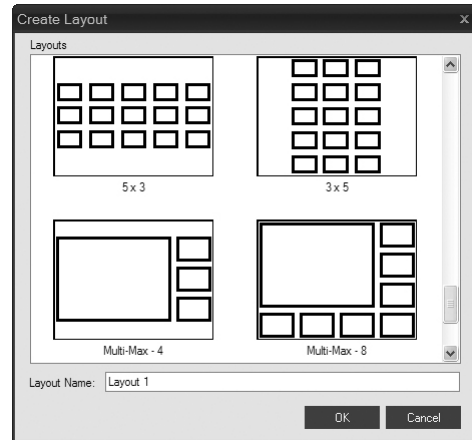 Create Layout x
Layouts
5 x 3 3 x 5
Multi-Max - 4 Multi-Max - 8
Layout Name: Layout 1
OK Cancel